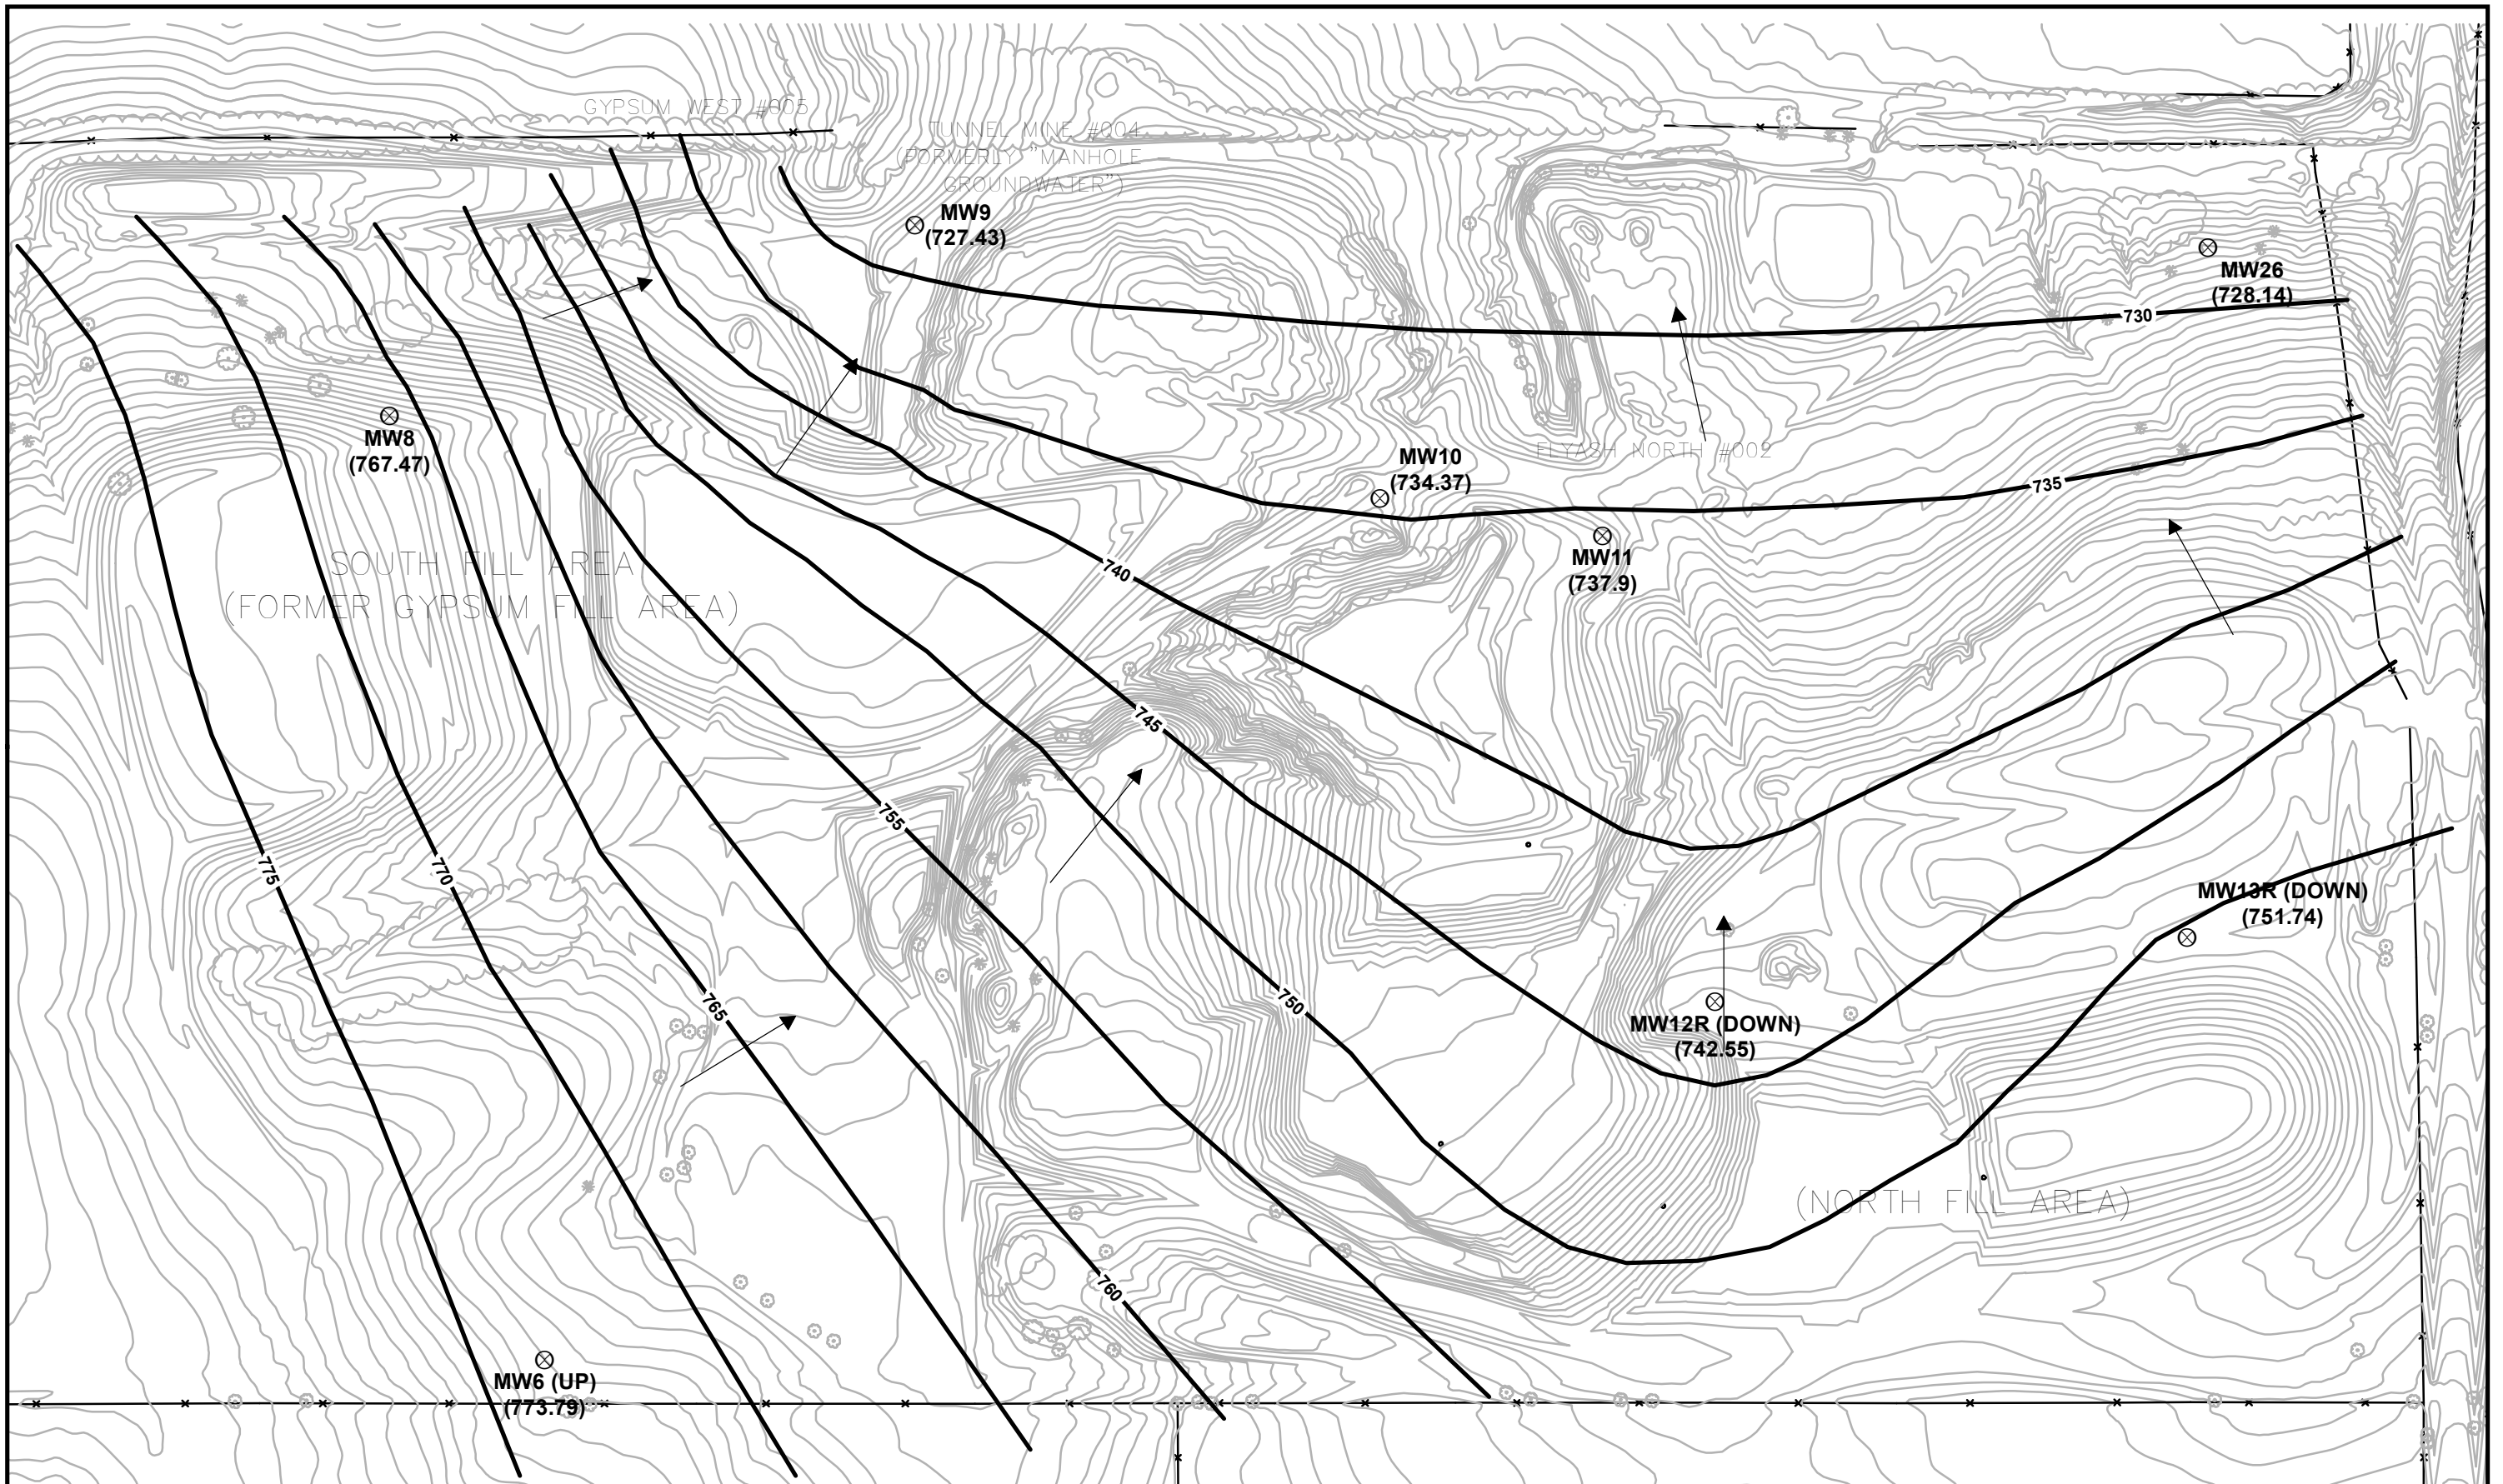 GYPSUM WEST #005
TUNNEL MINE #004
(FORMERLY "MANHOLE
GROUNDWATER")
MW9
(727.43)
MW26
(728.14)
730
MW8
(767.47)
MW10
(734.37)
FLYASH NORTH #002
735
MW11
(737.9)
740
SOUTH FILL AREA
(FORMER GYPSUM FILL AREA)
745
755
775
770
MW13R (DOWN)
(751.74)
765
750
MW12R (DOWN)
(742.55)
(NORTH FILL AREA)
760
MW6 (UP)
(773.79)